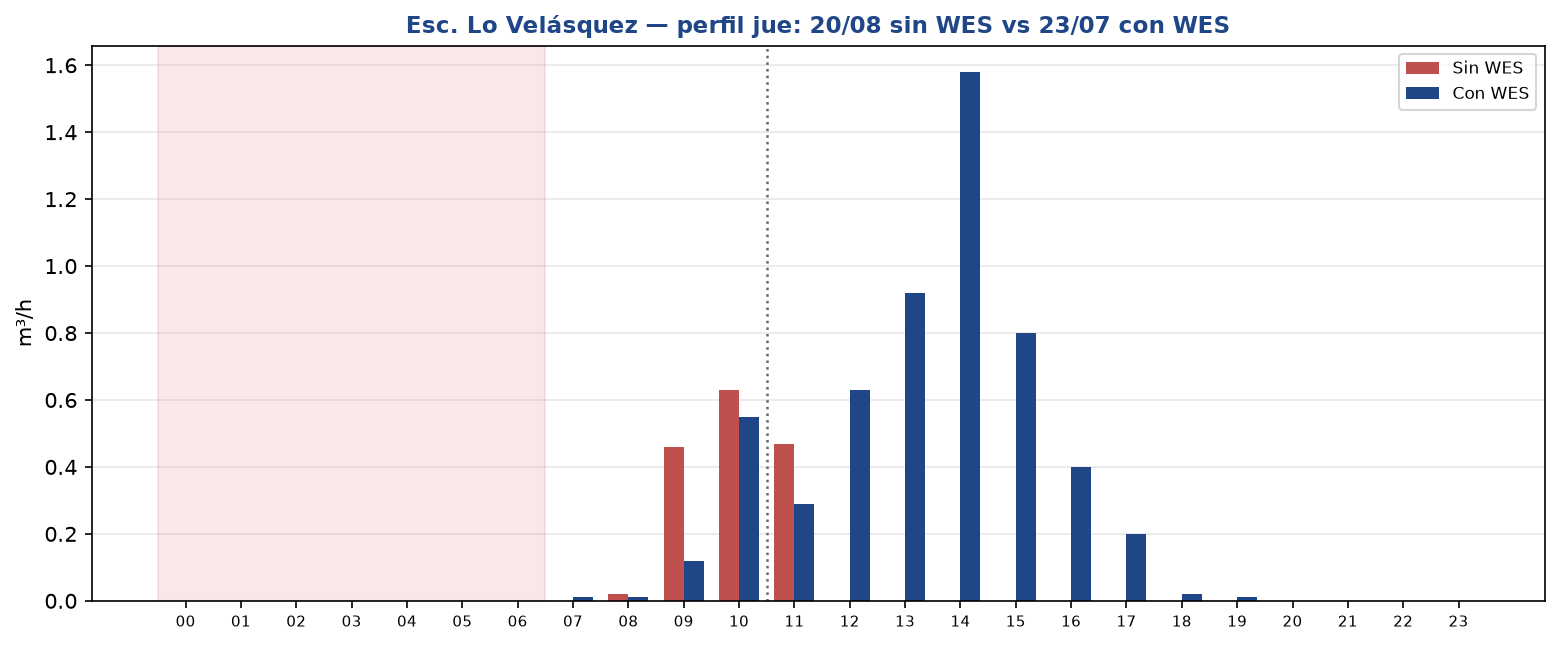 Esc. Lo Velásquez — perfil jue: 20/08 sin WES vs 23/07 con WES
Sin WES
Con WES
m³/h
1.6
1.4
1.2
1.0
0.8
0.6
0.4
0.2
0.0
00 01 02 03 04 05 06 07 08 09 10 11 12 13 14 15 16 17 18 19 20 21 22 23